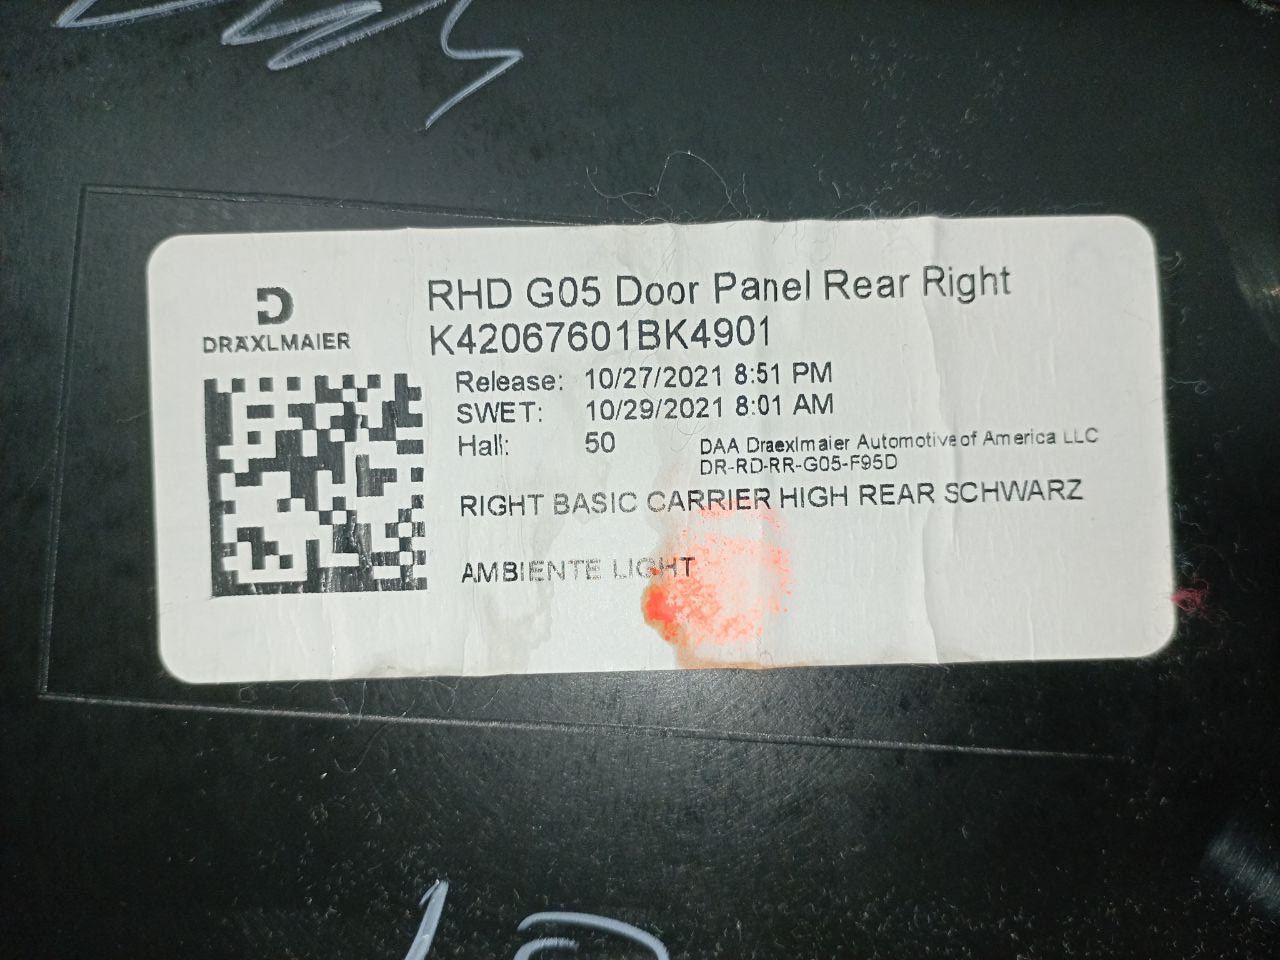 DRÄXLMAIER
RHD G05 Door Panel Rear Right
K42067601BK4901
Release: 10/27/2021 8:51 PM
SWET: 10/29/2021 8:01 AM
Hall: 50
DAA Draexlmaier Automotive of America LLC
DR-RD-RR-G05-F95D
RIGHT BASIC CARRIER HIGH REAR SCHWARZ
AMBIENTE LIGHT